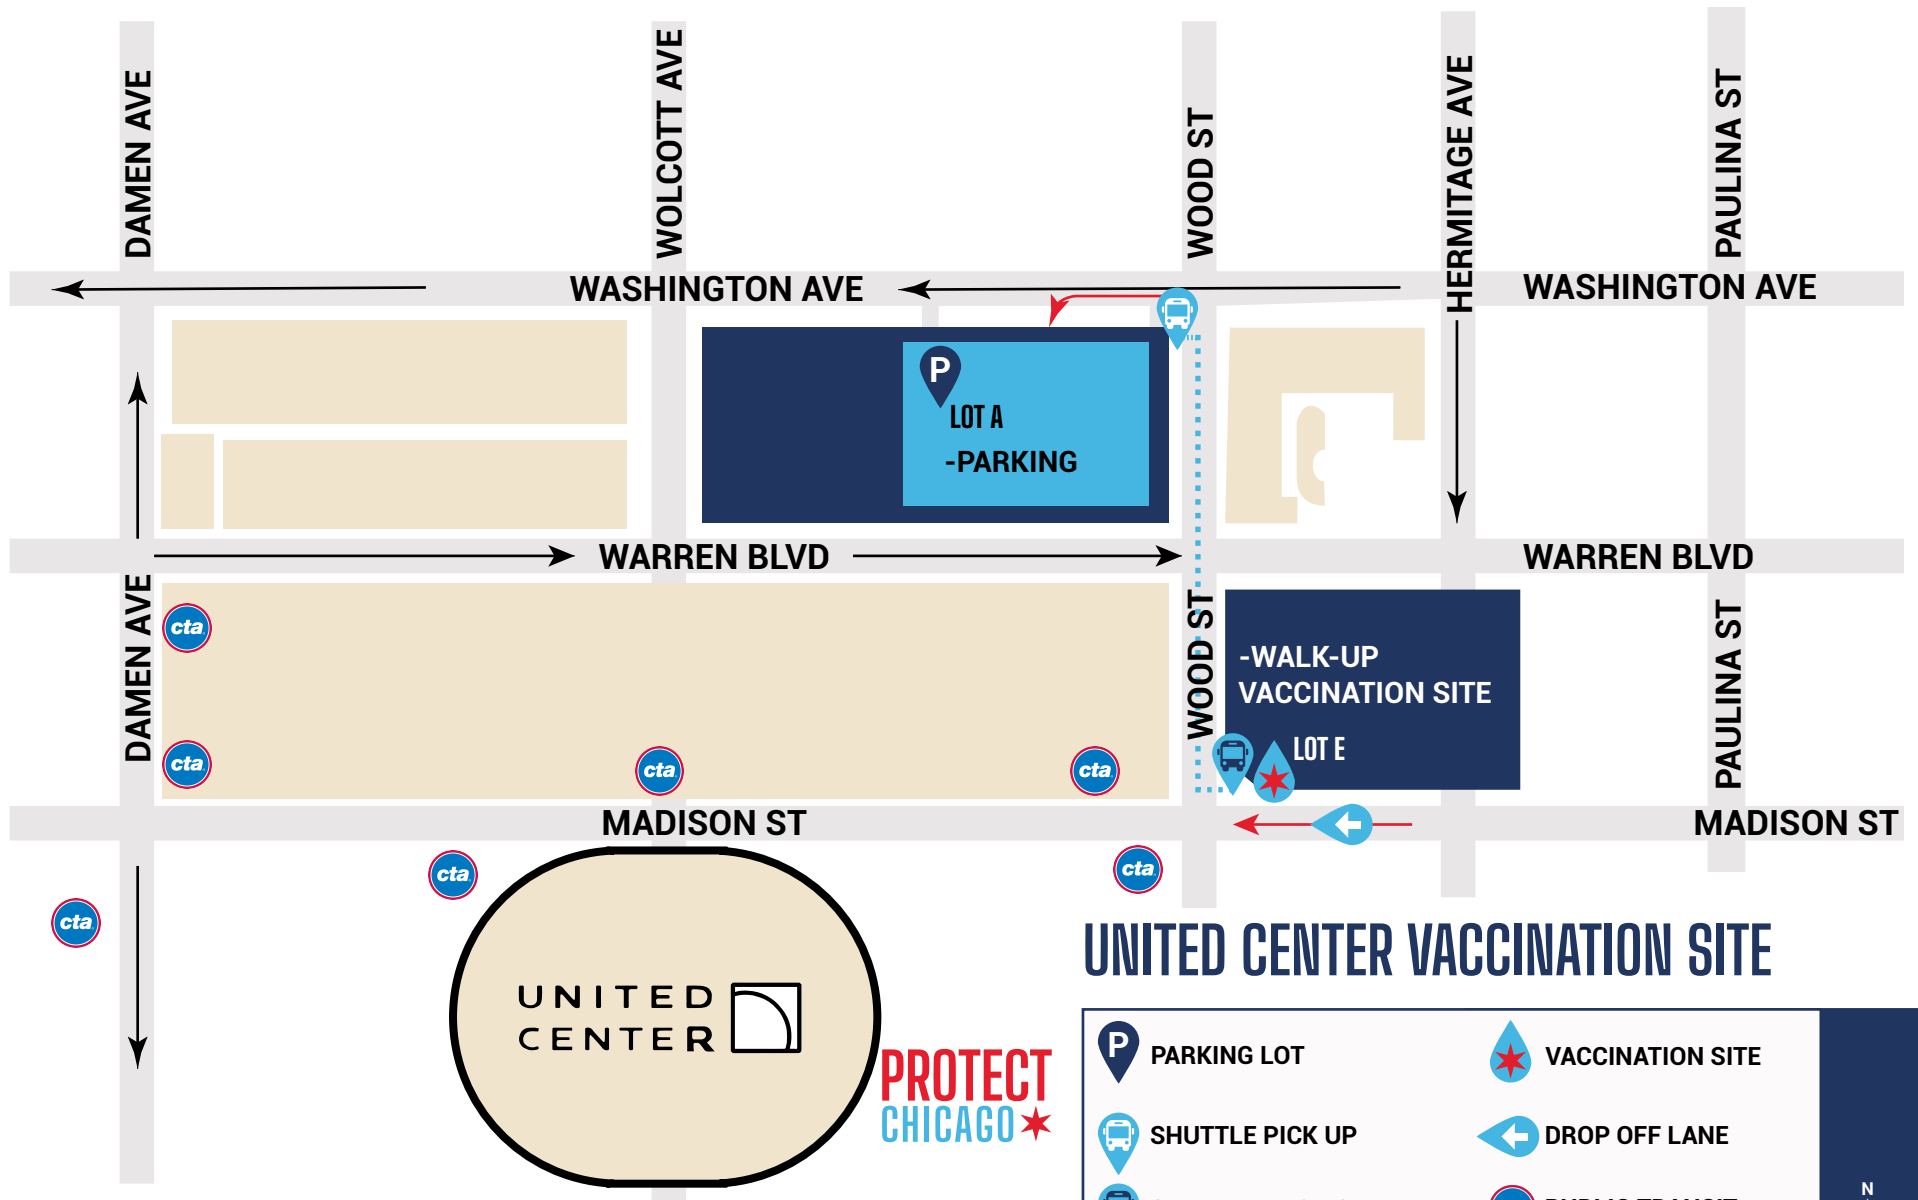 DAMEN AVE
WOLCOTT AVE
WOOD ST
HERMITAGE AVE
PAULINA ST
WASHINGTON AVE
WASHINGTON AVE
P
LOT A
-PARKING
WARREN BLVD
WARREN BLVD
DAMEN AVE
cta
WOOD ST
-WALK-UP
VACCINATION SITE
LOT E
PAULINA ST
cta
cta
cta
MADISON ST
MADISON ST
cta
cta
cta
UNITED
CENTER
PROTECT
CHICAGO
UNITED CENTER VACCINATION SITE
P PARKING LOT
VACCINATION SITE
SHUTTLE PICK UP
DROP OFF LANE
PUBLIC TRANSIT
N